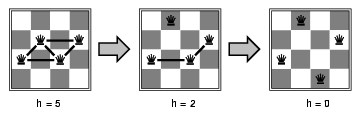 h = 5
h = 2
h = 0